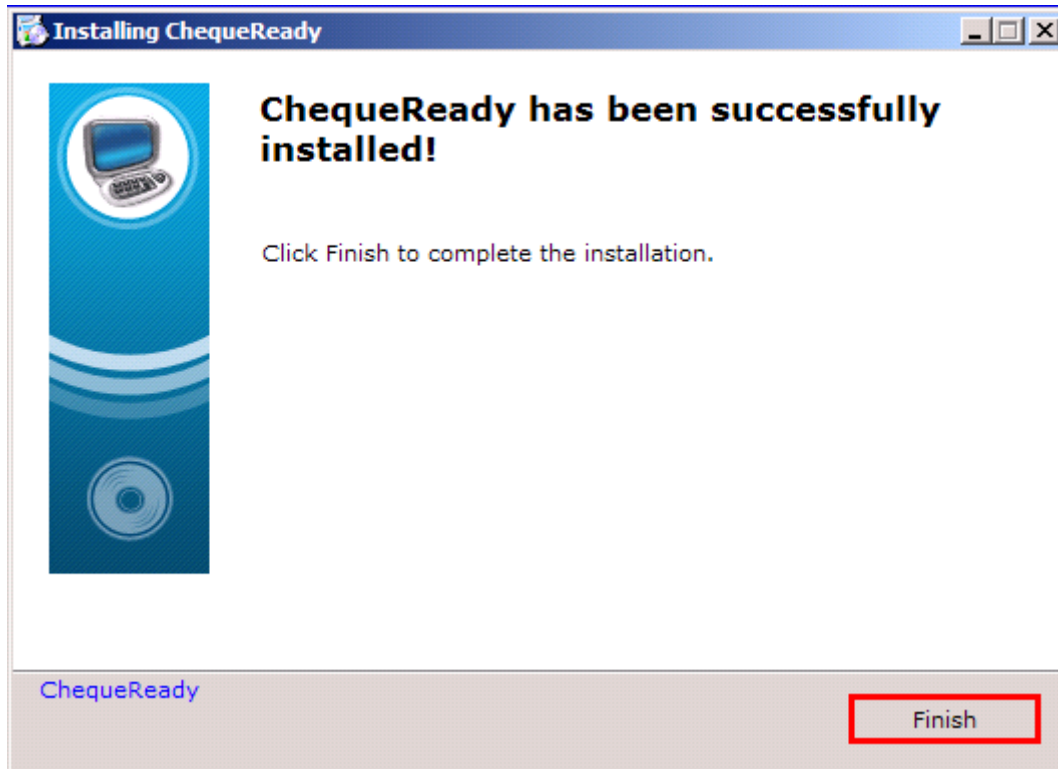 Installing ChequeReady
ChequeReady has been successfully
installed!
Click Finish to complete the installation.
ChequeReady
Finish